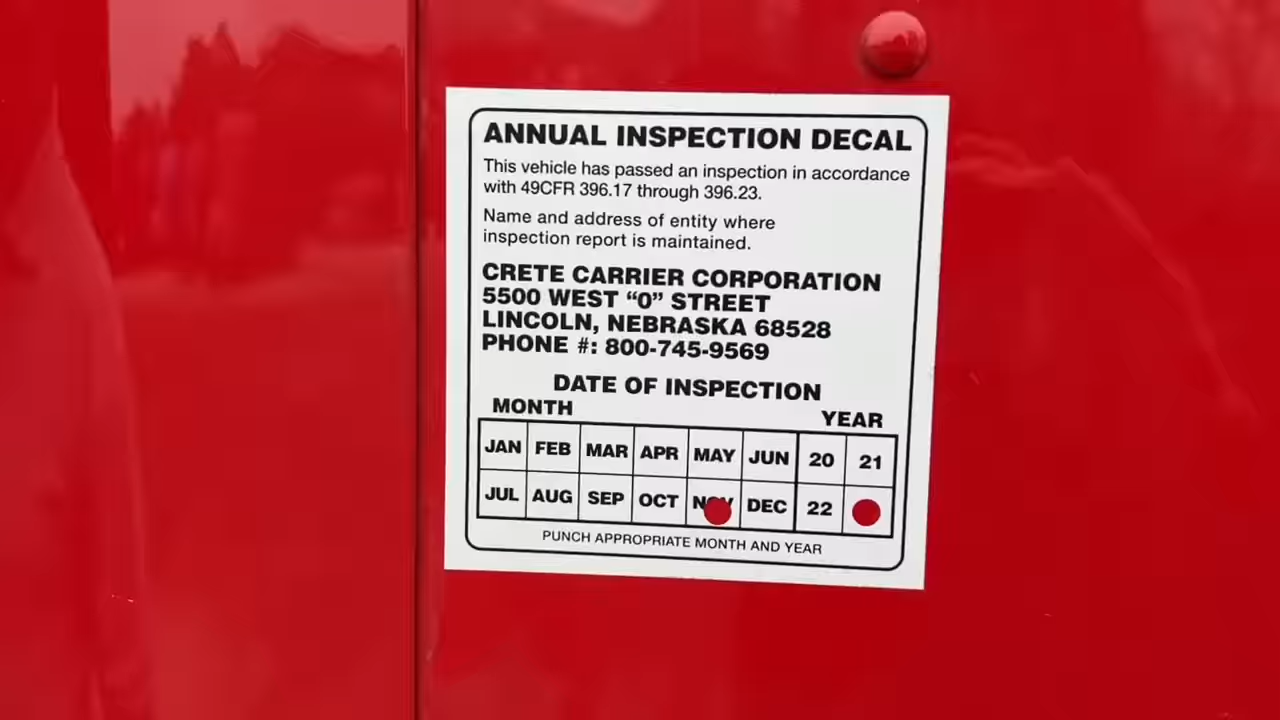 ANNUAL INSPECTION DECAL
This vehicle has passed an inspection in accordance
with 49CFR 396.17 through 396.23.
Name and address of entity where
inspection report is maintained.
CRETE CARRIER CORPORATION
5500 WEST “O” STREET
LINCOLN, NEBRASKA 68528
PHONE #: 800-745-9569
DATE OF INSPECTION
MONTH YEAR
JAN FEB MAR APR MAY JUN 20 21
JUL AUG SEP OCT NOV DEC 22
PUNCH APPROPRIATE MONTH AND YEAR